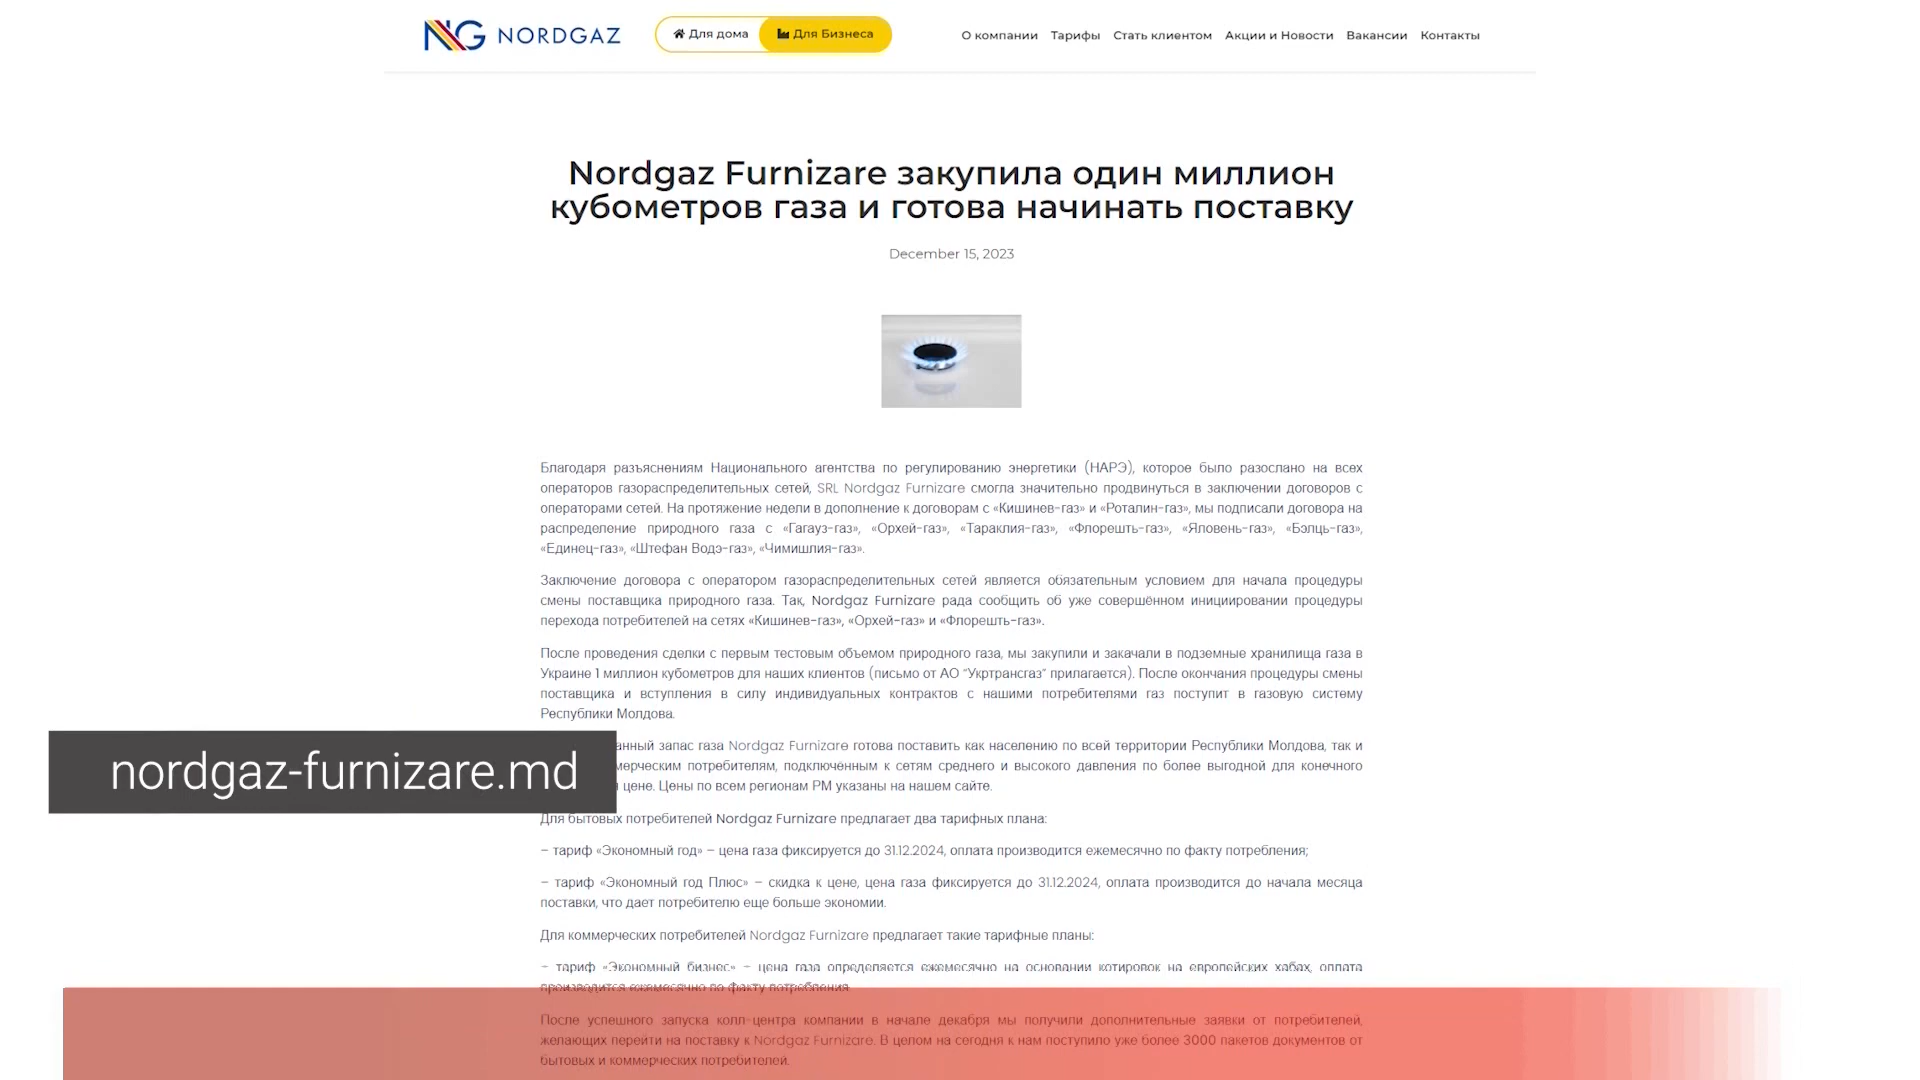 NORDGAZ
Для дома
Для Бизнеса
О компании Тарифы Стать клиентом Акции и Новости Вакансии Контакты
Nordgaz Furnizare закупила один миллион
кубометров газа и готова начинать поставку
December 15, 2023
Благодаря разъяснениям Национального агентства по регулированию энергетики (НАРЭ), которое было разослано на всех
операторов газораспределительных сетей, SRL Nordgaz Furnizare смогла значительно продвинуться в заключении договоров с
операторами сетей. На протяжение недели в дополнение к договорам с «Кишинев-газ» и «Роталин-газ», мы подписали договора на
распределение природного газа с «Гагауз-газ», «Орхей-газ», «Тараклия-газ», «Флорешть-газ», «Яловень-газ», «Бэлць-газ»,
«Единец-газ», «Штефан Водэ-газ», «Чимишлия-газ».
Заключение договора с оператором газораспределительных сетей является обязательным условием для начала процедуры
смены поставщика природного газа. Так, Nordgaz Furnizare рада сообщить об уже совершённом инициировании процедуры
перехода потребителей на сетях «Кишинев-газ», «Орхей-газ» и «Флорешть-газ».
После проведения сделки с первым тестовым объемом природного газа, мы закупили и закачали в подземные хранилища газа в
Украине 1 миллион кубометров для наших клиентов (письмо от АО “Укртрансгаз” прилагается). После окончания процедуры смены
поставщика и вступления в силу индивидуальных контрактов с нашими потребителями газ поступит в газовую систему
Республики Молдова.
анный запас газа Nordgaz Furnizare готова поставить как населению по всей территории Республики Молдова, так и
мерческим потребителям, подключенным к сетям среднего и высокого давления по более выгодной для конечного
цене. Цены по всем регионам РМ указаны на нашем сайте.
nordgaz-furnizare.md
Для бытовых потребителей Nordgaz Furnizare предлагает два тарифных плана:
– тариф «Экономный год» – цена газа фиксируется до 31.12.2024, оплата производится ежемесячно по факту потребления;
– тариф «Экономный год Плюс» – скидка к цене, цена газа фиксируется до 31.12.2024, оплата производится до начала месяца
поставки, что дает потребителю еще больше экономии.
Для коммерческих потребителей Nordgaz Furnizare предлагает такие тарифные планы:
– тариф «Экономный бизнес» – цена газа определяется ежемесячно на основании котировок на европейских хабах, оплата
производится ежемесячно по факту потребления.
После успешного запуска колл-центра компании в начале декабря мы получили дополнительные заявки от потребителей,
желающих перейти на поставку к Nordgaz Furnizare. В целом на сегодня к нам поступило уже более 3000 пакетов документов от
бытовых и коммерческих потребителей.